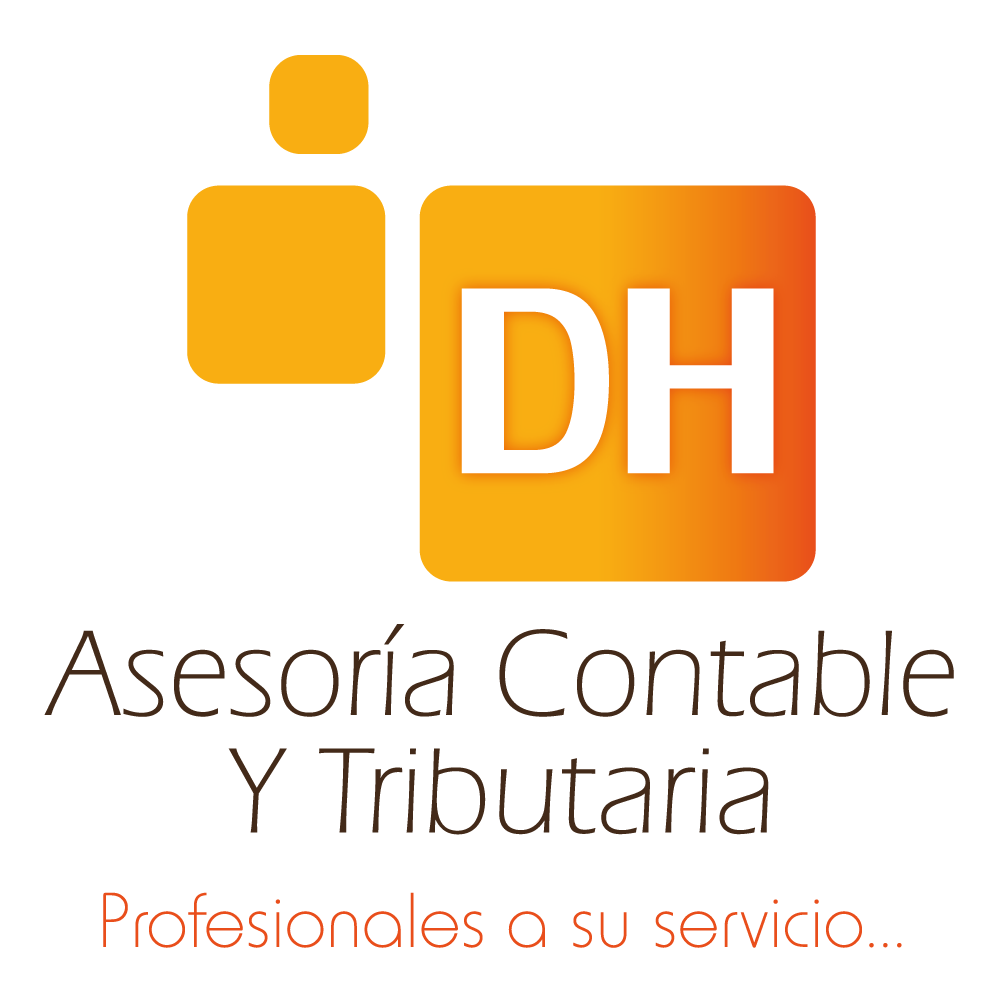 DH
Asesoría Contable
Y Tributaria
Profesionales a su servicio...